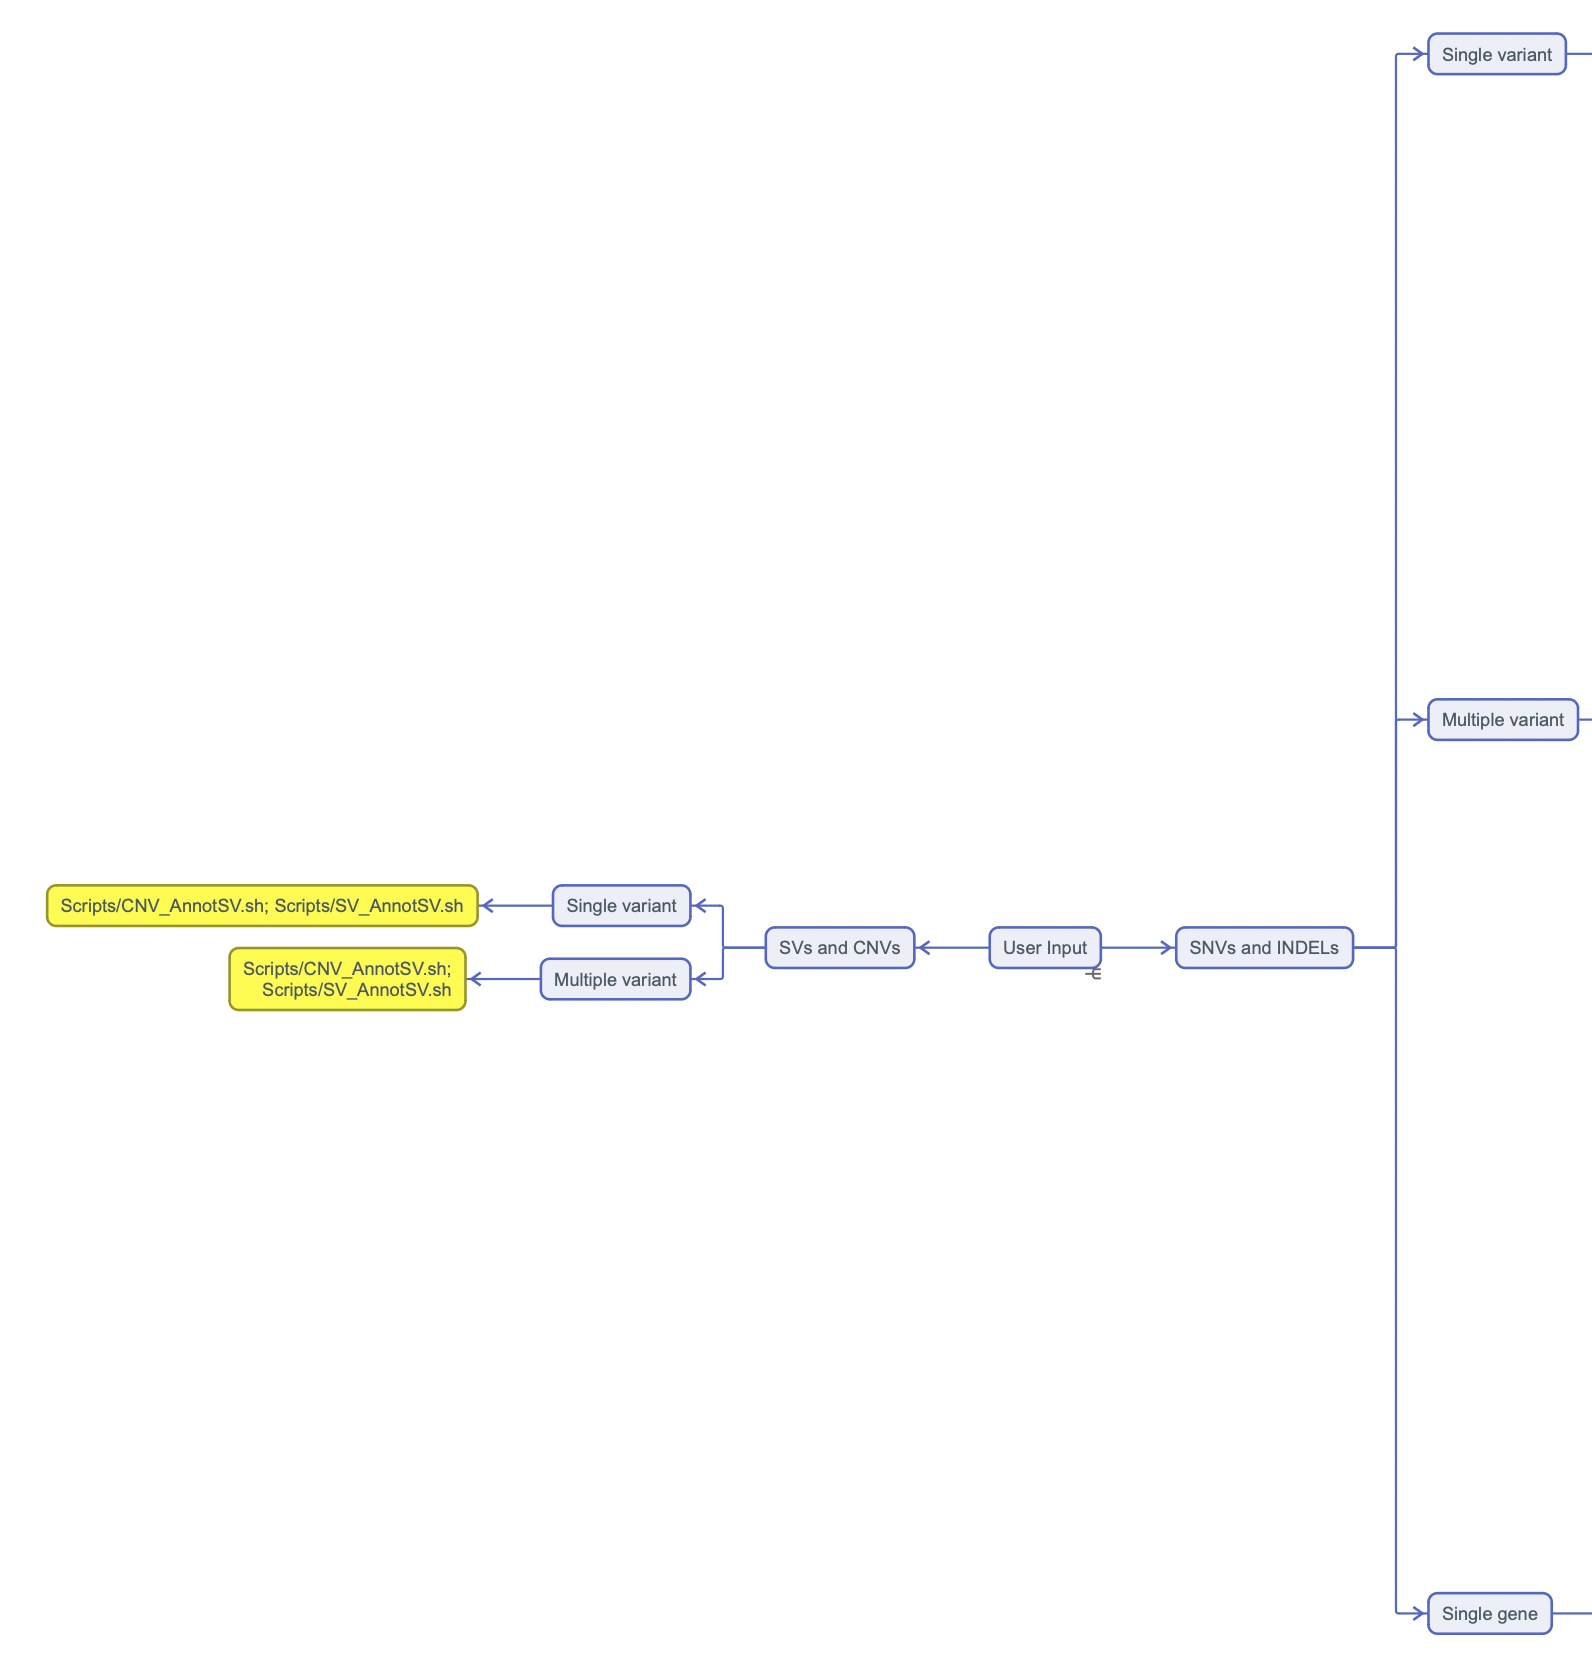 Single variant
Multiple variant
Scripts/CNV_AnnotSV.sh; Scripts/SV_AnnotSV.sh
Single variant
SVs and CNVs
User Input
SNVs and INDELs
Scripts/CNV_AnnotSV.sh;
Scripts/SV_AnnotSV.sh
Multiple variant
Single gene